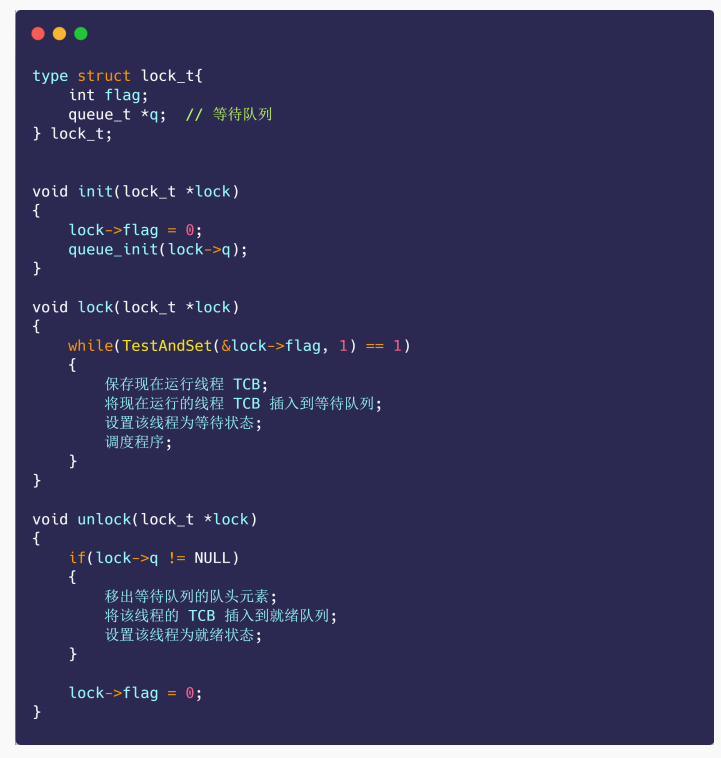 type struct lock_t{
    int flag;
    queue_t *q;  // 等待队列
} lock_t;
void init(lock_t *lock)
{
    lock->flag = 0;
    queue_init(lock->q);
}
void lock(lock_t *lock)
{
    while(TestAndSet(&lock->flag, 1) == 1)
    {
        保存现在运行线程 TCB;
        将现在运行的线程 TCB 插入到等待队列;
        设置该线程为等待状态;
        调度程序;
    }
}
void unlock(lock_t *lock)
{
    if(lock->q != NULL)
    {
        移出等待队列的队头元素;
        将该线程的 TCB 插入到就绪队列;
        设置该线程为就绪状态;
    }
    lock->flag = 0;
}